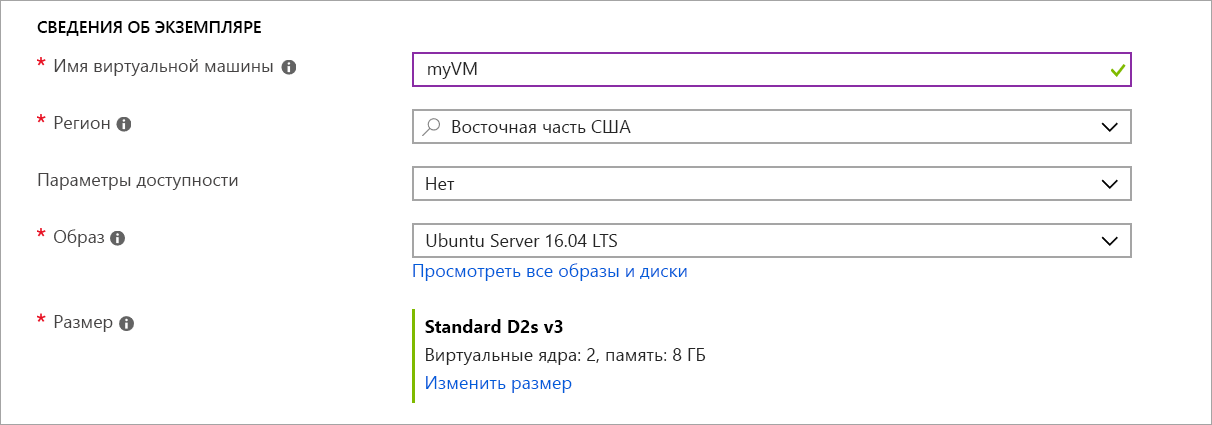 СВЕДЕНИЯ ОБ ЭКЗЕМПЛЯРЕ
* Имя виртуальной машины
myVM
* Регион
Восточная часть США
Параметры доступности
Нет
* Образ
Ubuntu Server 16.04 LTS
Просмотреть все образы и диски
* Размер
Standard D2s v3
Виртуальные ядра: 2, память: 8 ГБ
Изменить размер